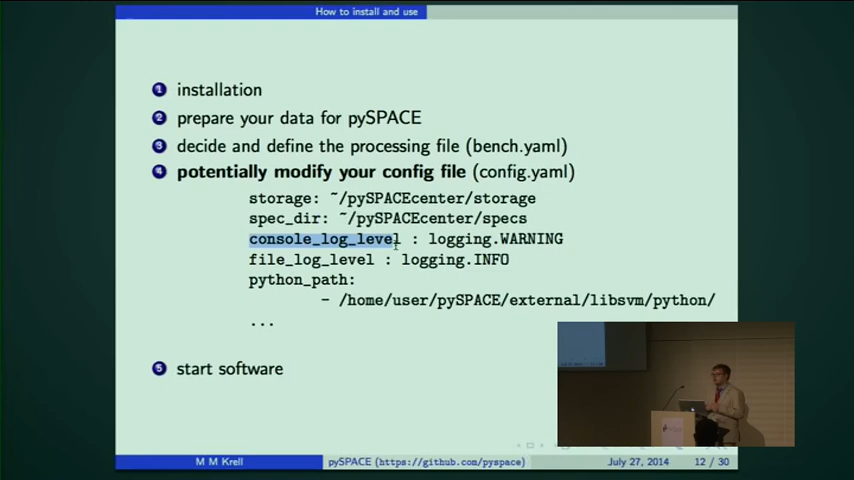 How to install and use
1 installation
2 prepare your data for pySPACE
3 decide and define the processing file (bench.yaml)
4 potentially modify your config file (config.yaml)
storage: ~/pySPACEcenter/storage
spec_dir: ~/pySPACEcenter/specs
console_log_level : logging.WARNING
file_log_level : logging.INFO
python_path:
- /home/user/pySPACE/external/libsvm/python/
...
5 start software
M M Krell pySPACE (https://github.com/pyspace) July 27, 2014 12 / 30